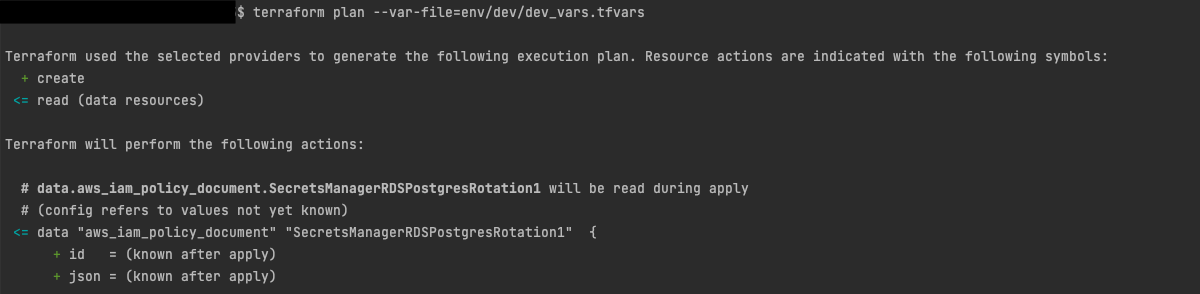 $ terraform plan --var-file=env/dev/dev_vars.tfvars
Terraform used the selected providers to generate the following execution plan. Resource actions are indicated with the following symbols:
+ create
<= read (data resources)
Terraform will perform the following actions:
# data.aws_iam_policy_document.SecretsManagerRDSPostgresRotation1 will be read during apply
# (config refers to values not yet known)
<= data "aws_iam_policy_document" "SecretsManagerRDSPostgresRotation1"  {
+ id   = (known after apply)
+ json = (known after apply)